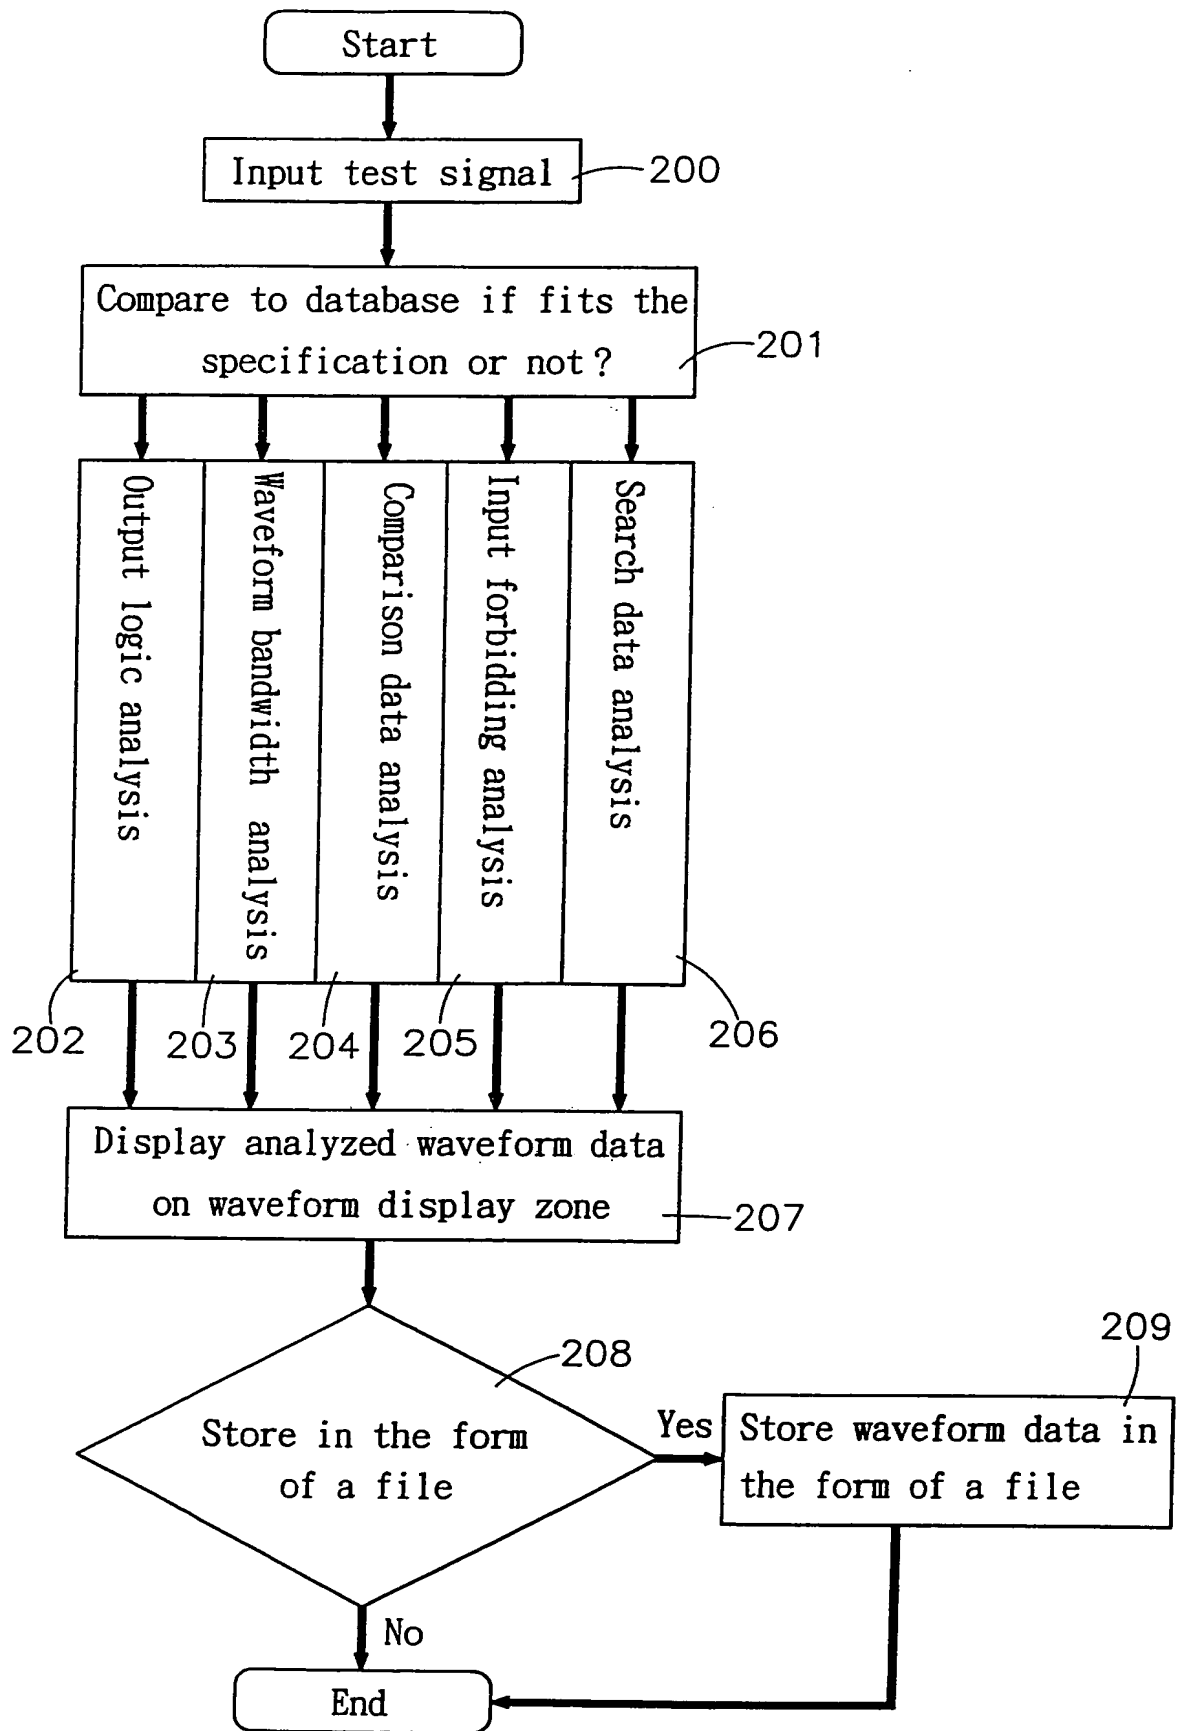 Start
Input test signal
200
Compare to database if fits the
specification or not?
201
Output logic analysis
Waveform bandwidth analysis
Comparison data analysis
Input forbidding analysis
Search data analysis
202
203
204
205
206
Display analyzed waveform data
on waveform display zone
207
208
Store in the form
of a file
Yes
209
Store waveform data in
the form of a file
No
End